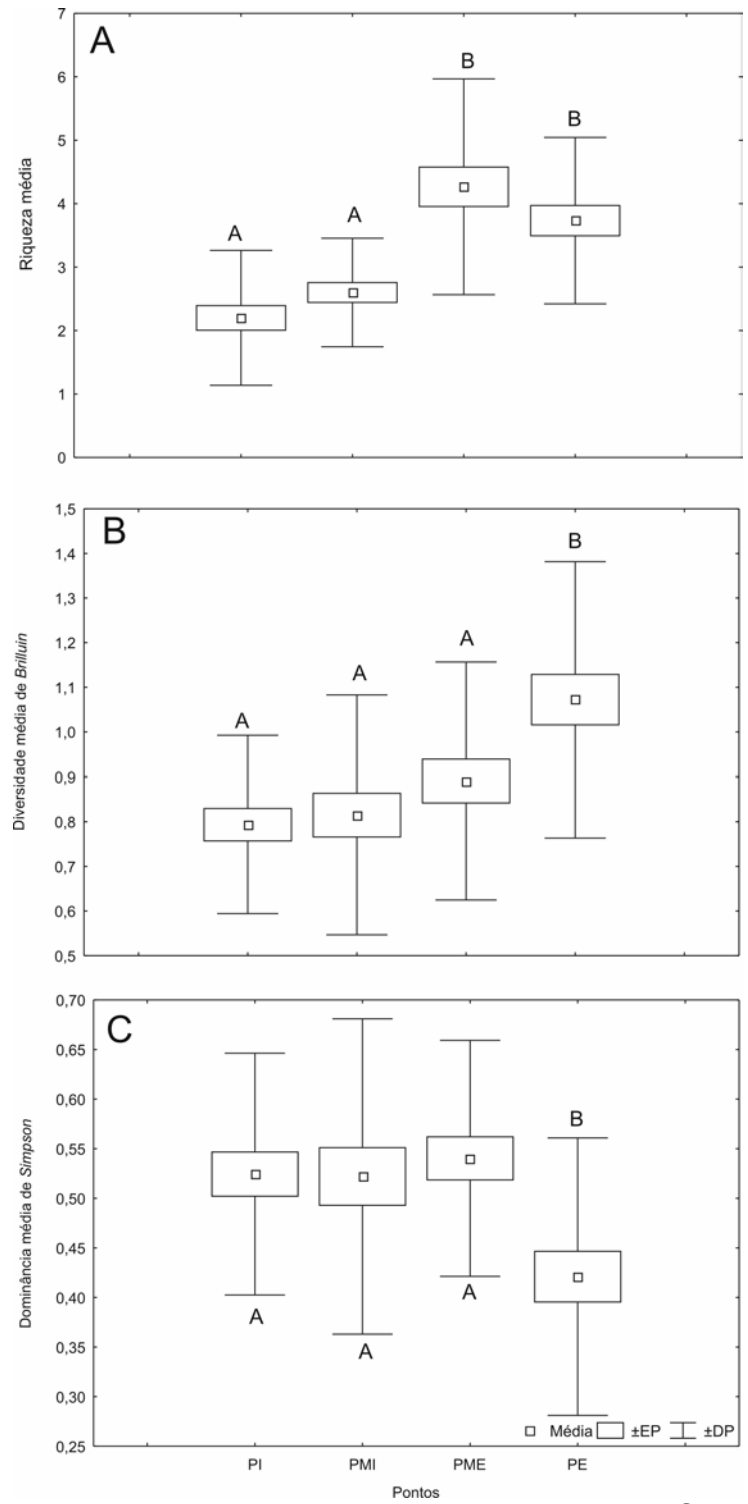 A
7
6
5
4
3
2
1
0
Riqueza média
A
A
B
B
B
1,5
1,4
1,3
1,2
1,1
1,0
0,9
0,8
0,7
0,6
0,5
Diversidade média de Brilluin
A
A
A
B
C
0,70
0,65
0,60
0,55
0,50
0,45
0,40
0,35
0,30
0,25
Dominância média de Simpson
A
A
A
B
Média ±EP ±DP
PI PMI PME PE
Pontos